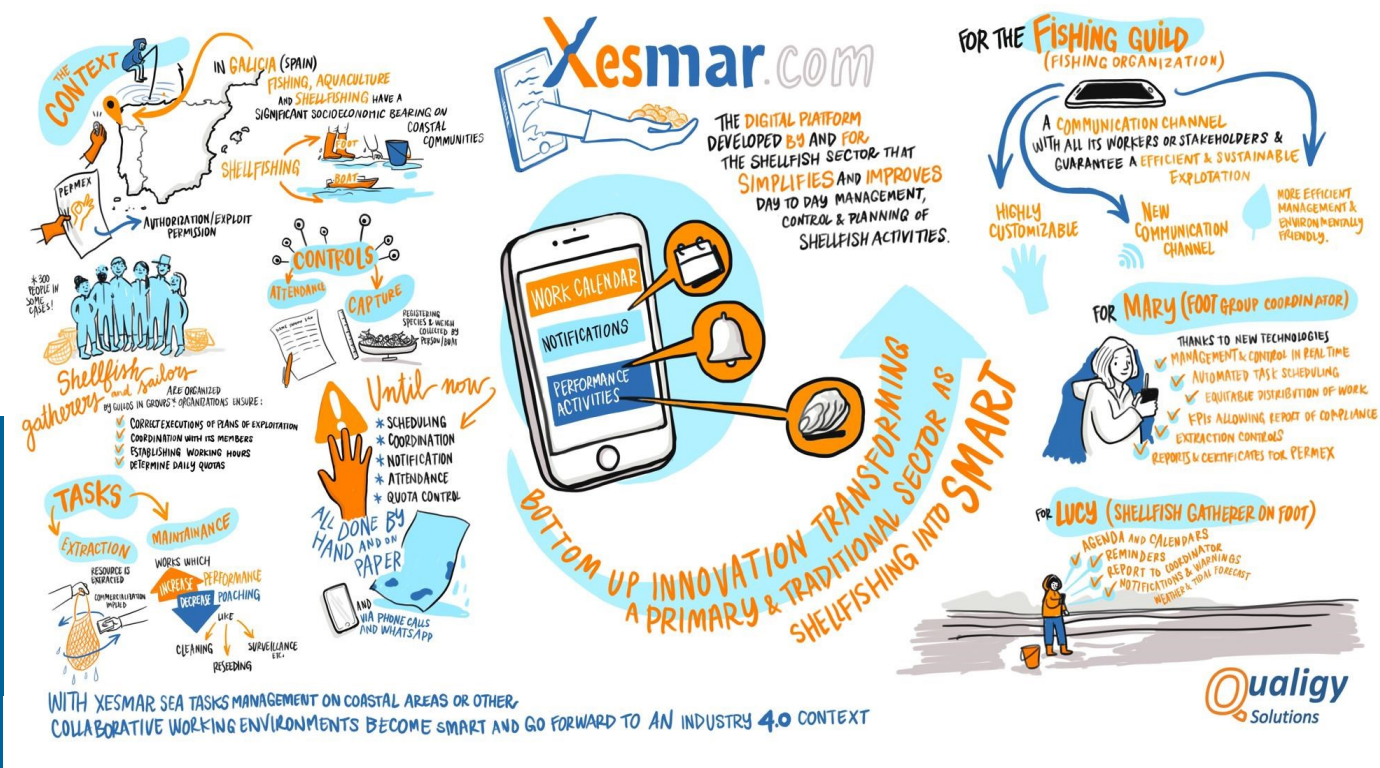 THE
CONTEXT
IN GALICIA (SPAIN)
FISHING, AQUACULTURE
AND SHELLFISHING HAVE A
SIGNIFICANT SOCIOECONOMIC BEARING ON
COASTAL
COMMUNITIES
SHELLFISHING
FOOT
BOAT
PERMEX
AUTHORIZATION/EXPLOIT
PERMISSION
* 300
PEOPLE IN
SOME
CASES!
Shellfish
gatherers and sailors
ARE ORGANIZED
BY GUILDS IN GROUPS & ORGANIZATIONS ENSURE:
CORRECT EXECUTIONS OF PLANS OF EXPLOITATION
COORDINATION WITH ITS MEMBERS
ESTABLISHING WORKING HOURS
DETERMINE DAILY QUOTAS
CONTROLS
ATTENDANCE
CAPTURE
REGISTERING
SPECIES & WEIGH
COLLECTED BY
PERSON/BOAT
Until now,
* SCHEDULING
* COORDINATION
* NOTIFICATION
* ATTENDANCE
* QUOTA CONTROL
ALL DONE BY
HAND AND ON
PAPER
AND
VIA PHONE CALLS
AND WHATSAPP
TASKS
EXTRACTION
RESOURCE IS
EXTRACTED
COMMERCIALIZATION
IMPLIED
MAINTAINANCE
WORKS WHICH
INCREASE PERFORMANCE
DECREASE POACHING
LIKE
CLEANING
RESEEDING
SURVEILLANCE
ETC.
WITH XESMAR SEA TASKS MANAGEMENT ON COASTAL AREAS OR OTHER
COLLABORATIVE WORKING ENVIRONMENTS BECOME SMART AND GO FORWARD TO AN INDUSTRY 4.0 CONTEXT
Xesmar.com
THE DIGITAL PLATFORM
DEVELOPED BY AND FOR
THE SHELLFISH SECTOR THAT
SIMPLIFIES AND IMPROVES
DAY TO DAY MANAGEMENT,
CONTROL & PLANNING OF
SHELLFISH ACTIVITIES.
WORK CALENDAR
NOTIFICATIONS
PERFORMANCE
ACTIVITIES
BOTTOM UP INNOVATION TRANSFORMING
A PRIMARY & TRADITIONAL SECTOR AS
SHELLFISHING INTO SMART
FOR THE FISHING GUILD
(FISHING ORGANIZATION)
A COMMUNICATION CHANNEL
WITH ALL ITS WORKERS OR STAKEHOLDERS &
GUARANTEE A EFFICIENT & SUSTAINABLE
EXPLOTATION
HIGHLY
CUSTOMIZABLE
NEW
COMMUNICATION
CHANNEL
MORE EFFICIENT
MANAGEMENT &
ENVIRONMENTALLY
FRIENDLY.
FOR MARY (FOOT GROUP COORDINATOR)
THANKS TO NEW TECHNOLOGIES
MANAGEMENT & CONTROL IN REAL TIME
AUTOMATED TASK SCHEDULING
EQUITABLE DISTRIBUTION OF WORK
KPIs ALLOWING REPORT OF COMPLIANCE
EXTRACTION CONTROLS
REPORTS & CERTIFICATES FOR PERMEX
FOR LUCY (SHELLFISH GATHERER ON FOOT)
AGENDA AND CALENDARS
REMINDERS
REPORT TO COORDINATOR
NOTIFICATIONS & WARNINGS
WEATHER & TIDAL FORECAST
Qualigy
Solutions